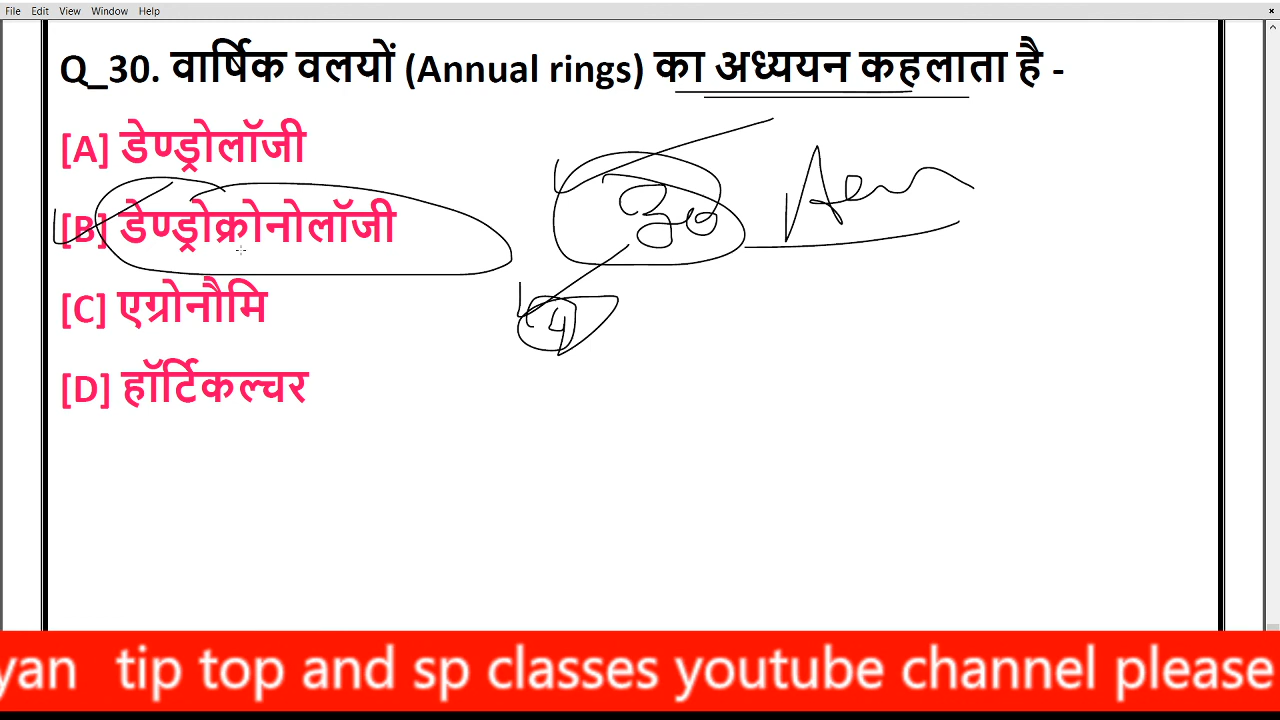 File Edit View Window Help
Q_30. वार्षिक वलयों (Annual rings) का अध्ययन कहलाता है -
[A] डेण्ड्रोलॉजी
[B] डेण्ड्रोक्रोनोलॉजी
30
[C] एग्रोनौमि
[D] हॉर्टिकल्चर
yan tip top and sp classes youtube channel please